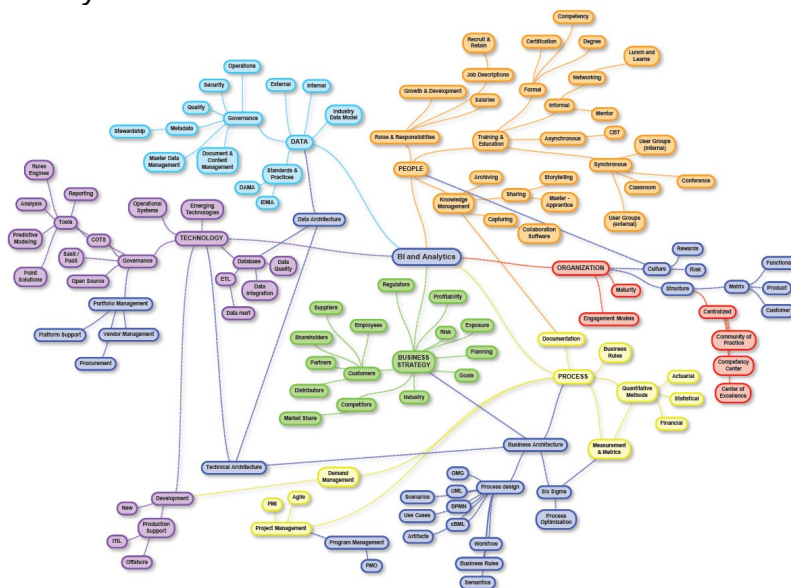 Operations
Security
Quality
Governance
Stewardship
Metadata
Master Data
Management
Document &
Content
Management
External
Internal
Industry
Data Model
DATA
Standards &
Practices
DAMA
IDMA
Data Architecture
Rules
Engines
Reporting
Analysis
Tools
Predictive
Modeling
COTS
Point
Solutions
SaaS /
PaaS
Open Source
Governance
Operational
Systems
Emerging
Technologies
TECHNOLOGY
Database
Data
Quality
ETL
Data
Integration
Data mart
Portfolio Management
Platform Support
Vendor Management
Procurement
Technical Architecture
Development
New
Production
Support
ITIL
Offshore
BI and Analytics
Competency
Certification
Degree
Recruit &
Retain
Job Descriptions
Growth & Development
Salaries
Roles & Responsibilities
Formal
Lunch and
Learns
Networking
Informal
Mentor
Training &
Education
Asynchronous
CBT
User Groups
(internal)
Synchronous
Conference
Classroom
User Groups
(external)
PEOPLE
Archiving
Storytelling
Sharing
Master -
Apprentice
Knowledge
Management
Capturing
Collaboration
Software
ORGANIZATION
Culture
Rewards
Risk
Structure
Matrix
Functional
Product
Customer
Maturity
Engagement Models
Centralized
Community of
Practice
Competency
Center
Center of
Excellence
Regulators
Profitability
Suppliers
Employees
Risk
Exposure
Shareholders
Planning
Partners
BUSINESS
STRATEGY
Customers
Goals
Distributors
Competitors
Industry
Market Share
Documentation
Business
Rules
PROCESS
Quantitative
Methods
Actuarial
Statistical
Financial
Measurement
& Metrics
Business Architecture
Demand
Management
PMI
Agile
Project Management
Program Management
PMO
OMG
Process design
Scenarios
UML
Use Cases
BPMN
Artifacts
xBML
Workflow
Business Rules
Semantics
Six Sigma
Process
Optimization